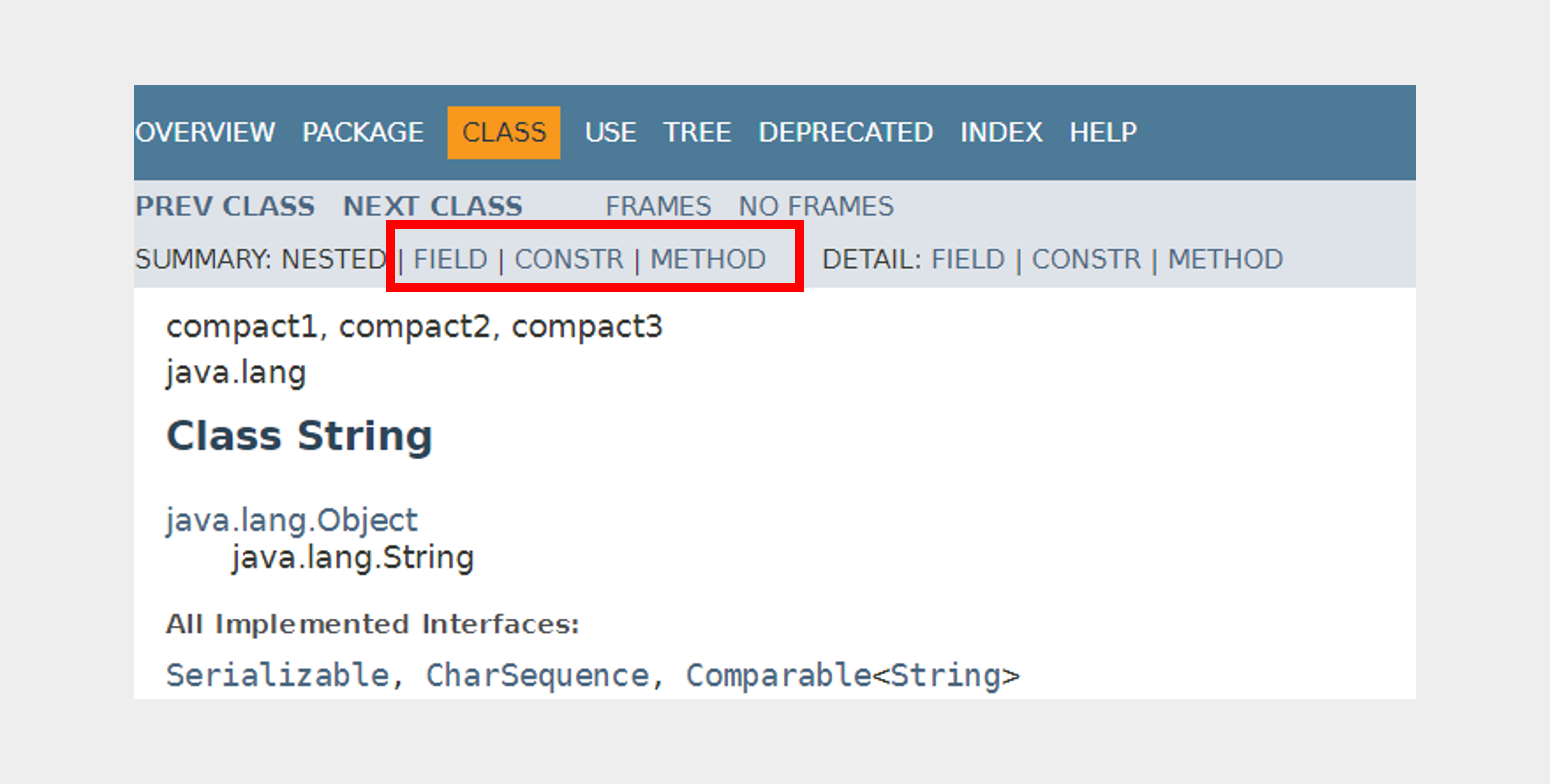 OVERVIEW PACKAGE CLASS USE TREE DEPRECATED INDEX HELP
PREV CLASS NEXT CLASS FRAMES NO FRAMES
SUMMARY: NESTED | FIELD | CONSTR | METHOD DETAIL: FIELD | CONSTR | METHOD
compact1, compact2, compact3
java.lang
Class String
java.lang.Object
java.lang.String
All Implemented Interfaces:
Serializable, CharSequence, Comparable<String>